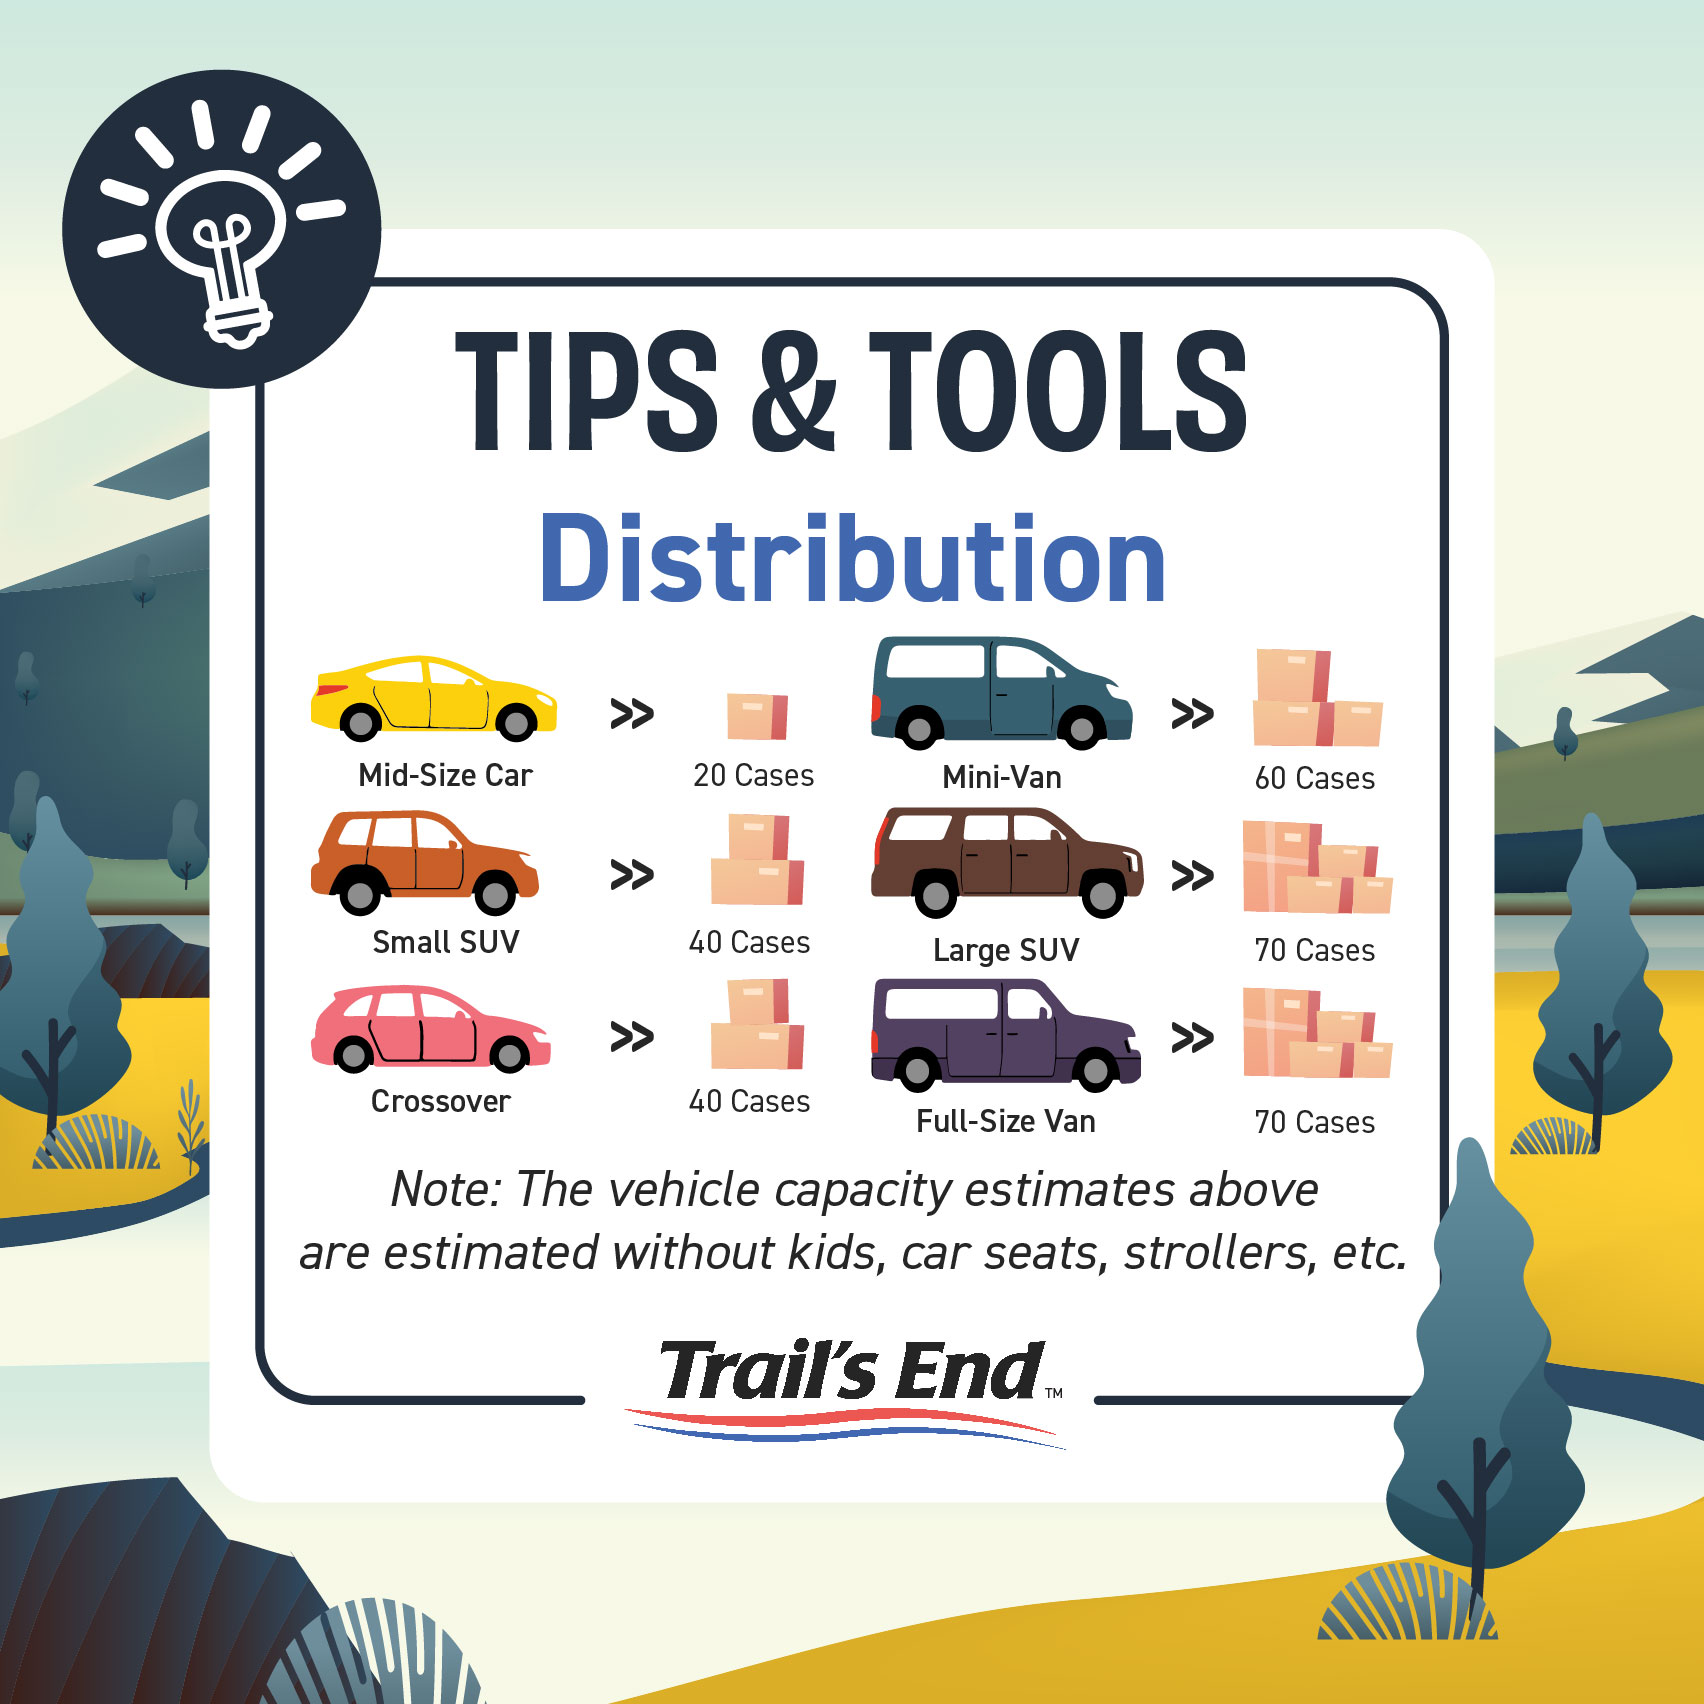 TIPS & TOOLS
Distribution
»
Mid-Size Car
20 Cases
»
Mini-Van
60 Cases
»
Small SUV
40 Cases
»
Large SUV
70 Cases
»
Crossover
40 Cases
»
Full-Size Van
70 Cases
Note: The vehicle capacity estimates above
are estimated without kids, car seats, strollers, etc.
Trail's End™